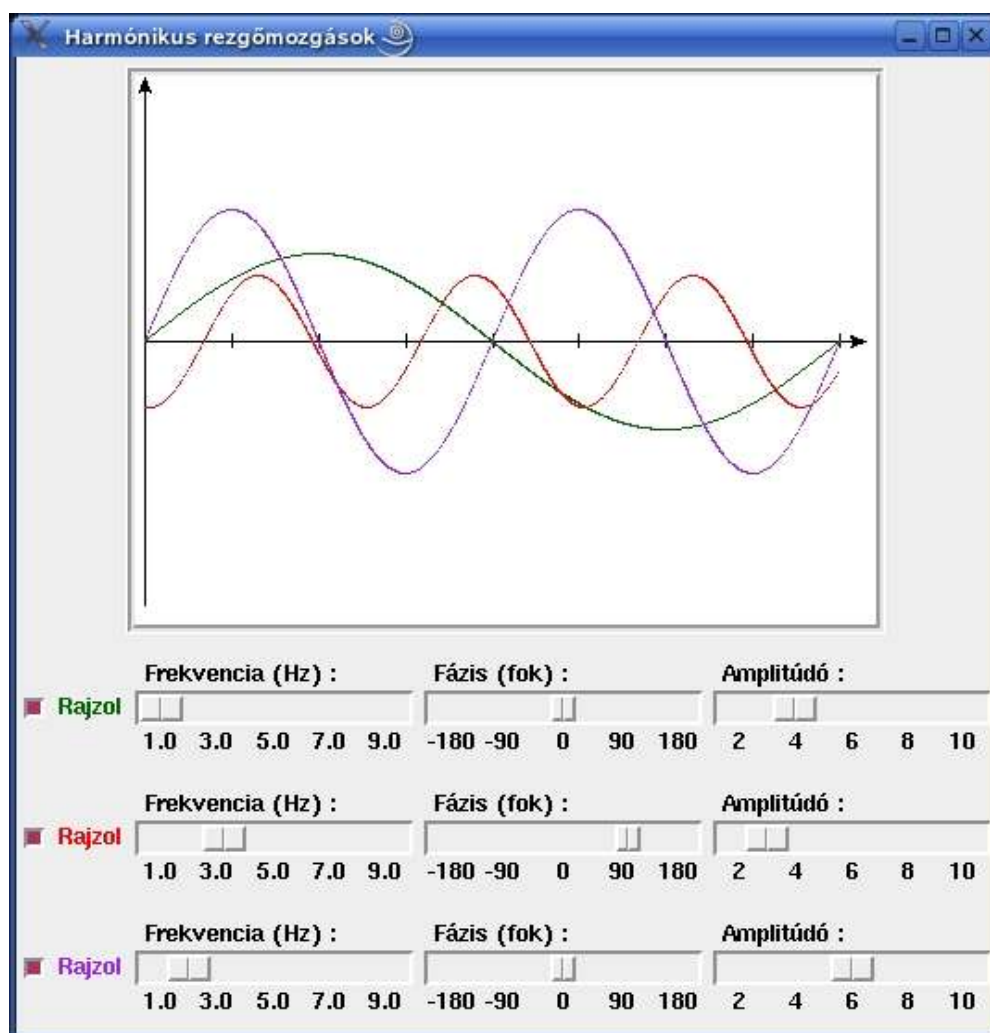 Harmónikus rezgőmozgások
Frekvencia (Hz) : Fázis (fok) : Amplitúdó :
Rajzol
1.0 3.0 5.0 7.0 9.0 -180 -90 0 90 180 2 4 6 8 10
Frekvencia (Hz) : Fázis (fok) : Amplitúdó :
Rajzol
1.0 3.0 5.0 7.0 9.0 -180 -90 0 90 180 2 4 6 8 10
Frekvencia (Hz) : Fázis (fok) : Amplitúdó :
Rajzol
1.0 3.0 5.0 7.0 9.0 -180 -90 0 90 180 2 4 6 8 10